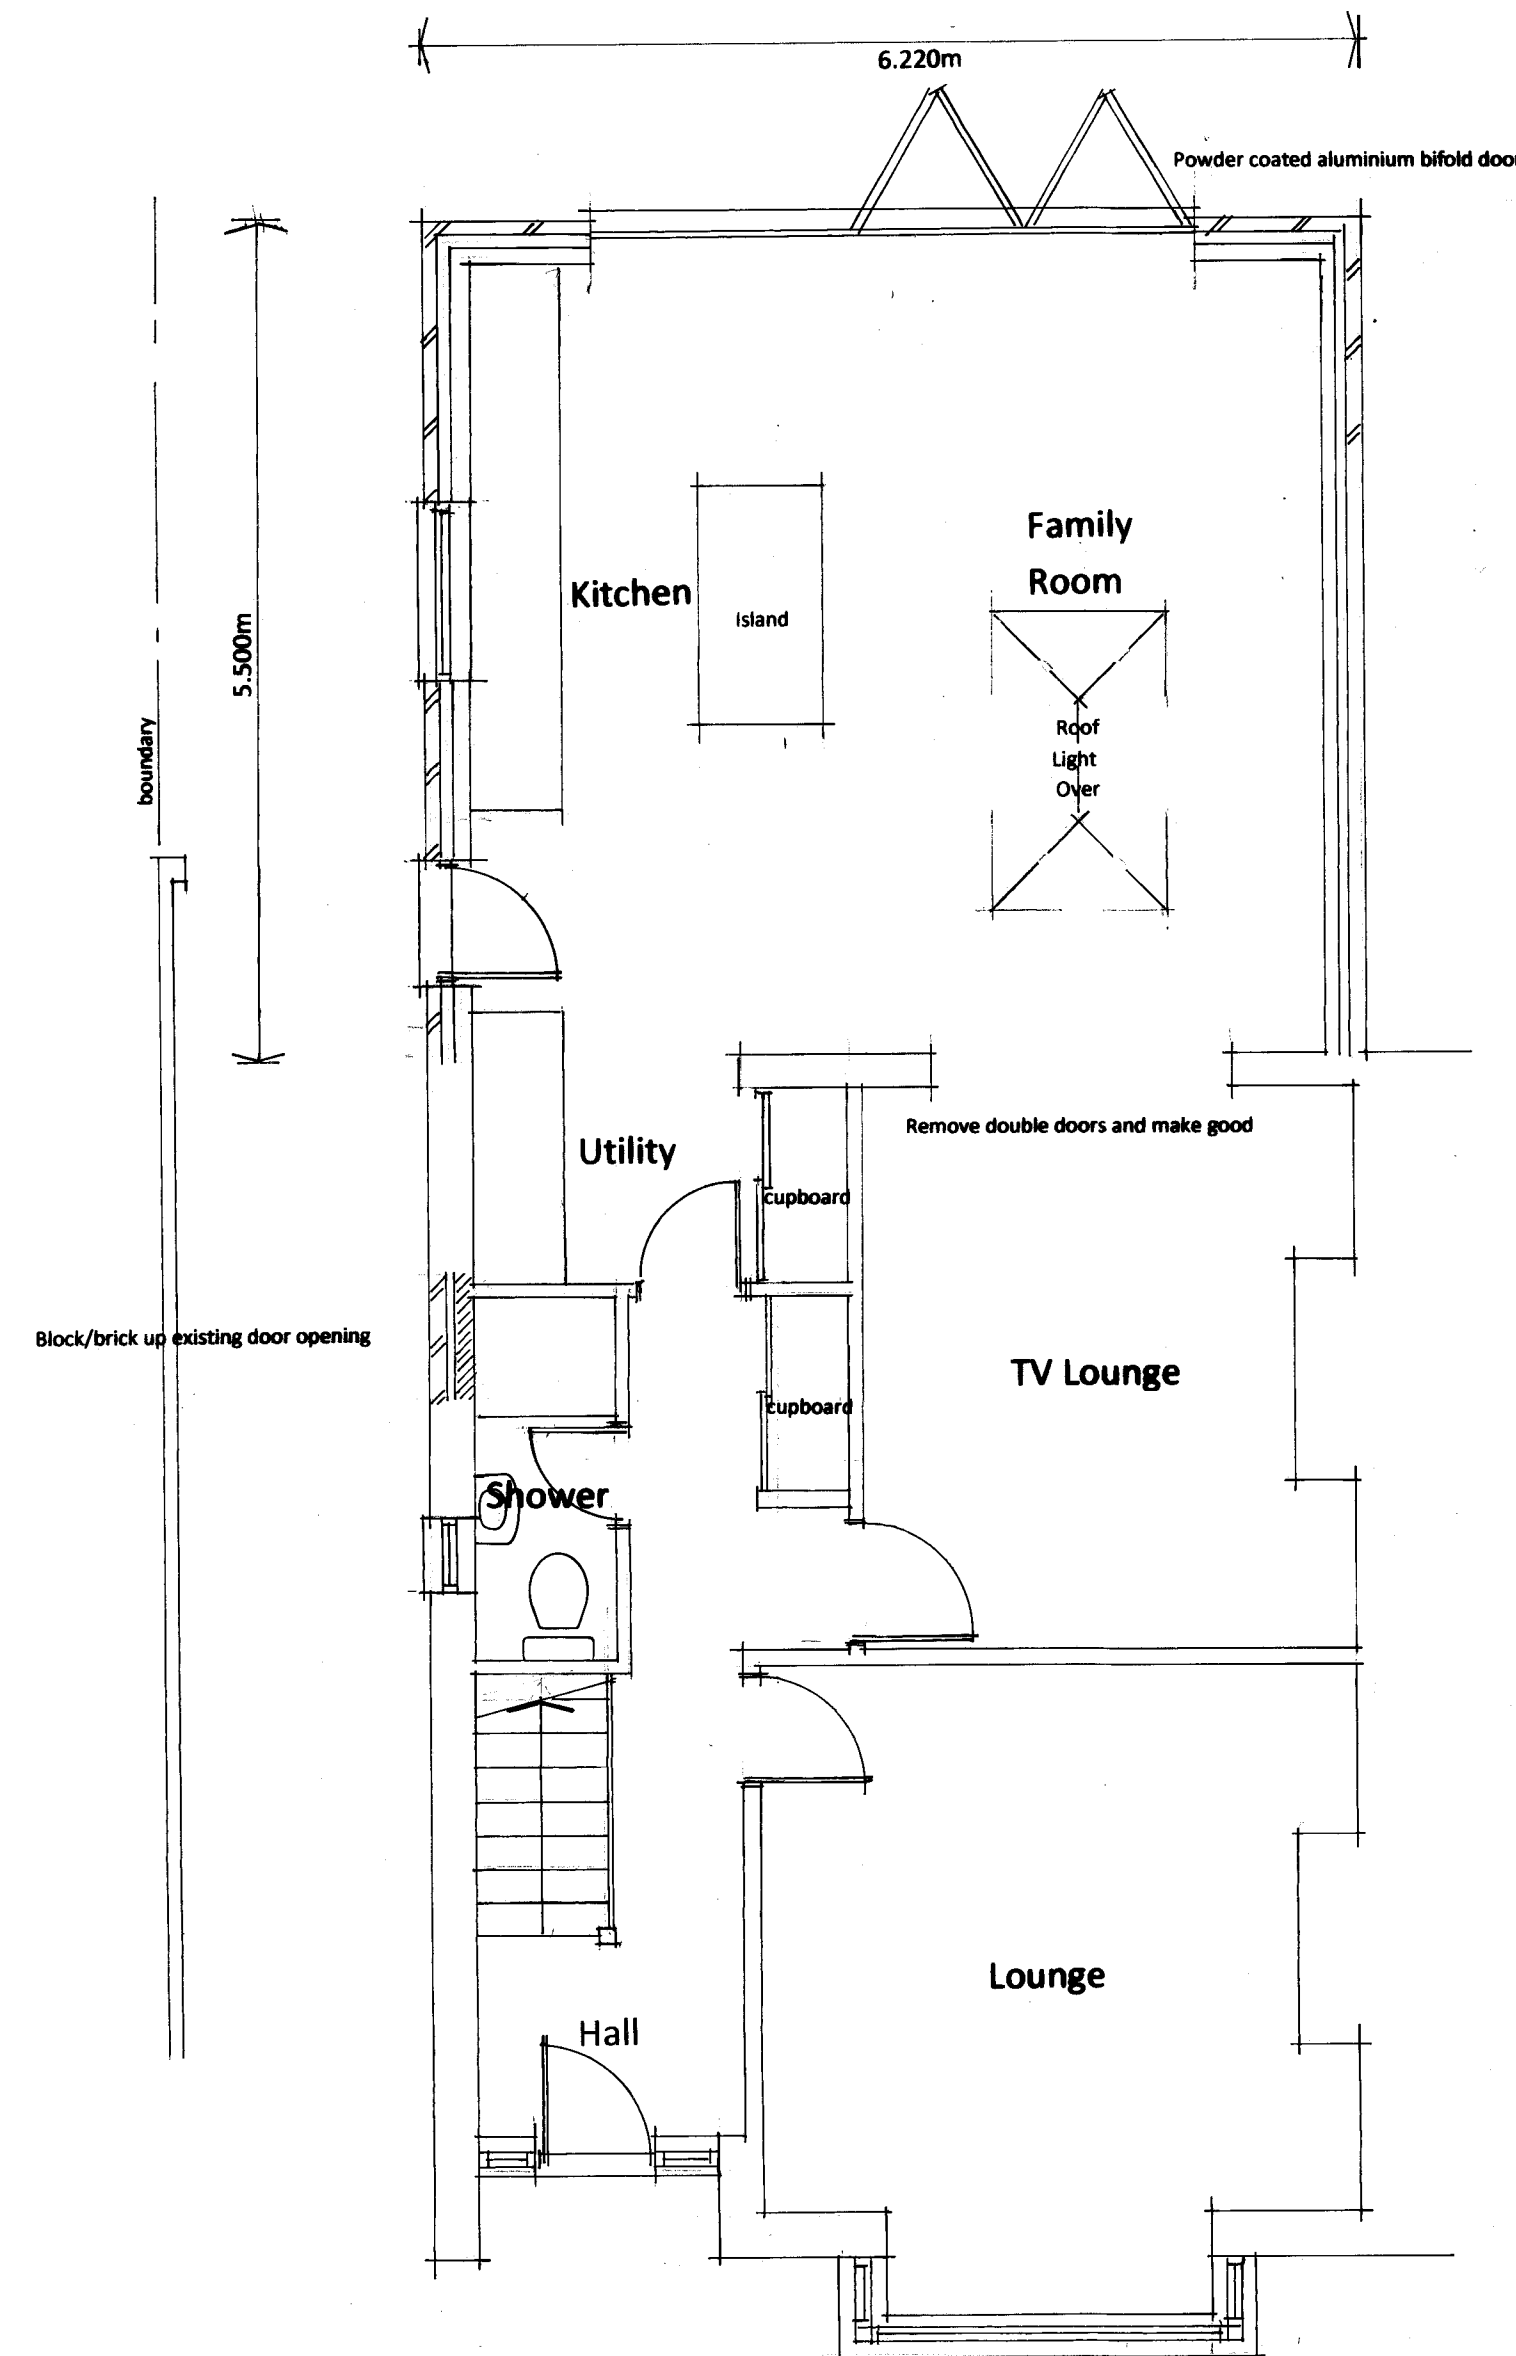 6.220m
Powder coated aluminium bifold door
Family
Room
Kitchen
Island
5.500m
Roof
Light
Over
boundary
Remove double doors and make good
Utility
cupboard
Block/brick up existing door opening
TV Lounge
cupboard
Shower
Lounge
Hall